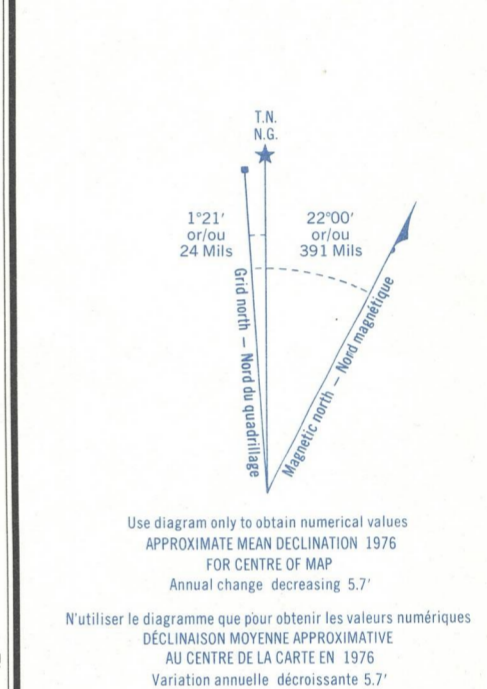 T.N.
N.G.
1°21'
or/ou
24 Mils
22°00'
or/ou
391 Mils
Grid north – Nord du quadrillage
Magnetic north – Nord magnétique
Use diagram only to obtain numerical values
APPROXIMATE MEAN DECLINATION 1976
FOR CENTRE OF MAP
Annual change decreasing 5.7'
N'utiliser le diagramme que pour obtenir les valeurs numériques
DÉCLINAISON MOYENNE APPROXIMATIVE
AU CENTRE DE LA CARTE EN 1976
Variation annuelle décroissante 5.7'